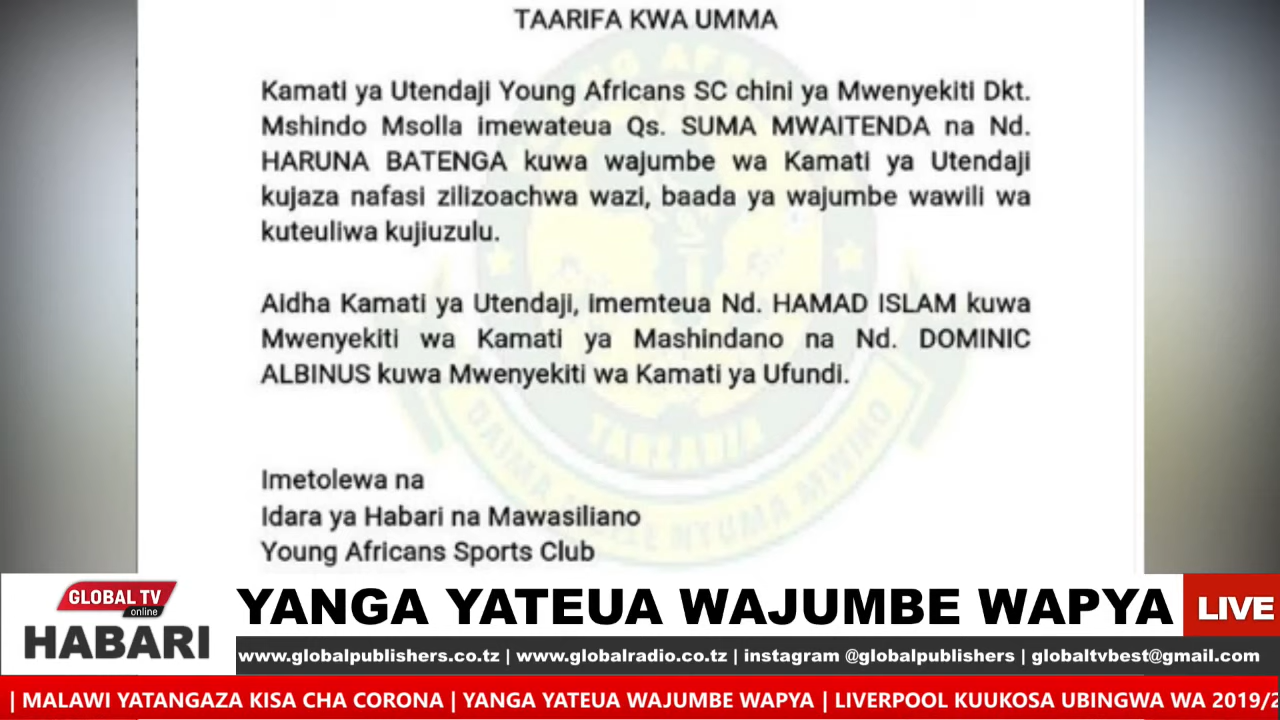 TAARIFA KWA UMMA
Kamati ya Utendaji Young Africans SC chini ya Mwenyekiti Dkt.
Mshindo Msolla imewateua Qs. SUMA MWAITENDA na Nd.
HARUNA BATENGA kuwa wajumbe wa Kamati ya Utendaji
kujaza nafasi zilizoachwa wazi, baada ya wajumbe wawili wa
kuteuliwa kujiuzulu.
Aidha Kamati ya Utendaji, imemteua Nd. HAMAD ISLAM kuwa
Mwenyekiti wa Kamati ya Mashindano na Nd. DOMINIC
ALBINUS kuwa Mwenyekiti wa Kamati ya Ufundi.
TANZANIA
DAIMA MBELE NYUMA MWIKO
Imetolewa na
Idara ya Habari na Mawasiliano
Young Africans Sports Club
GLOBAL TV
online
HABARI
YANGA YATEUA WAJUMBE WAPYA
LIVE
www.globalpublishers.co.tz | www.globalradio.co.tz | instagram @globalpublishers | globaltvbest@gmail.com
| MALAWI YATANGAZA KISA CHA CORONA | YANGA YATEUA WAJUMBE WAPYA | LIVERPOOL KUUKOSA UBINGWA WA 2019/2